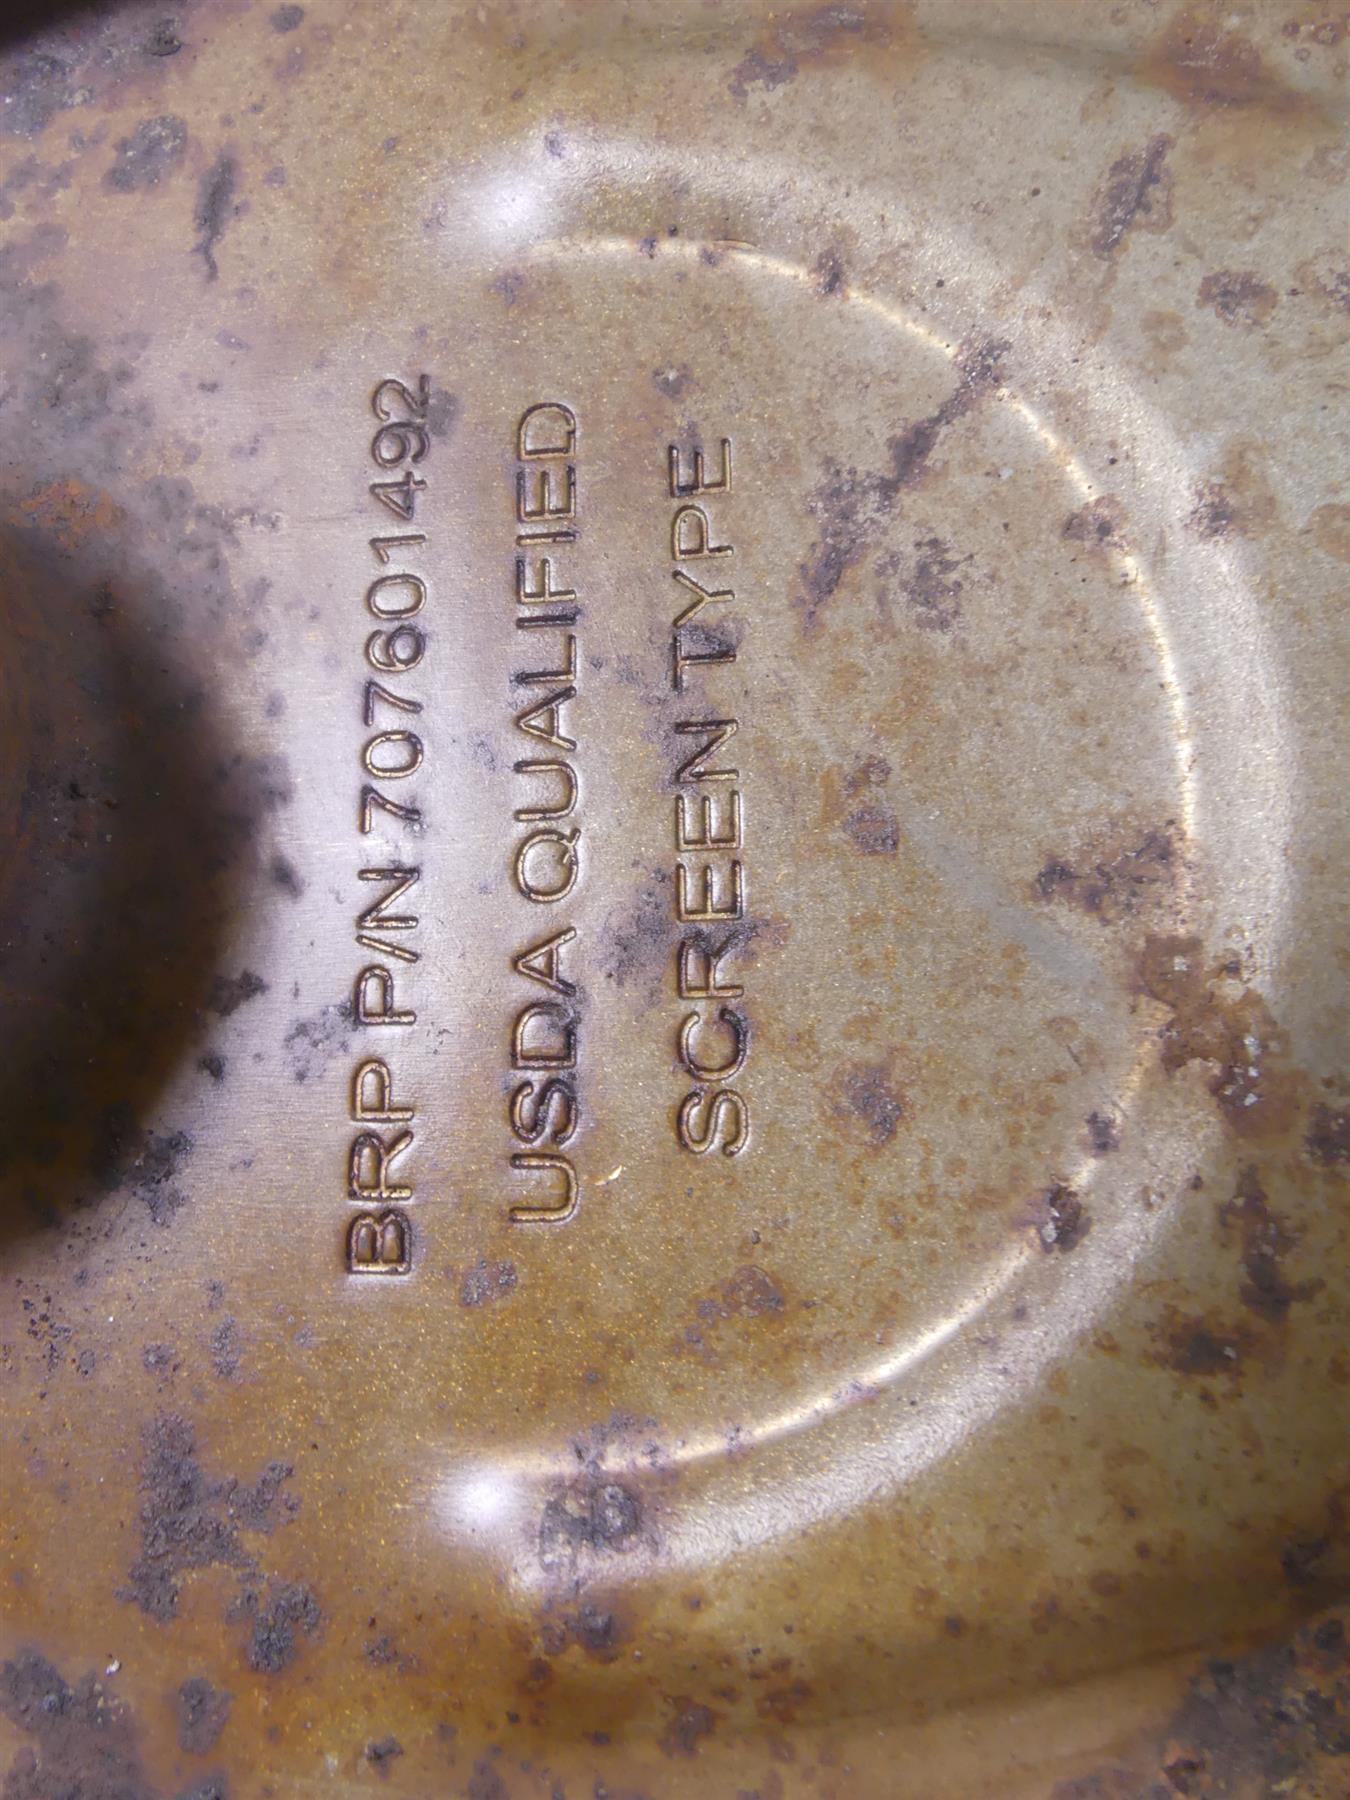 BRP P/N 707601492
USDA QUALIFIED
SCREEN TYPE